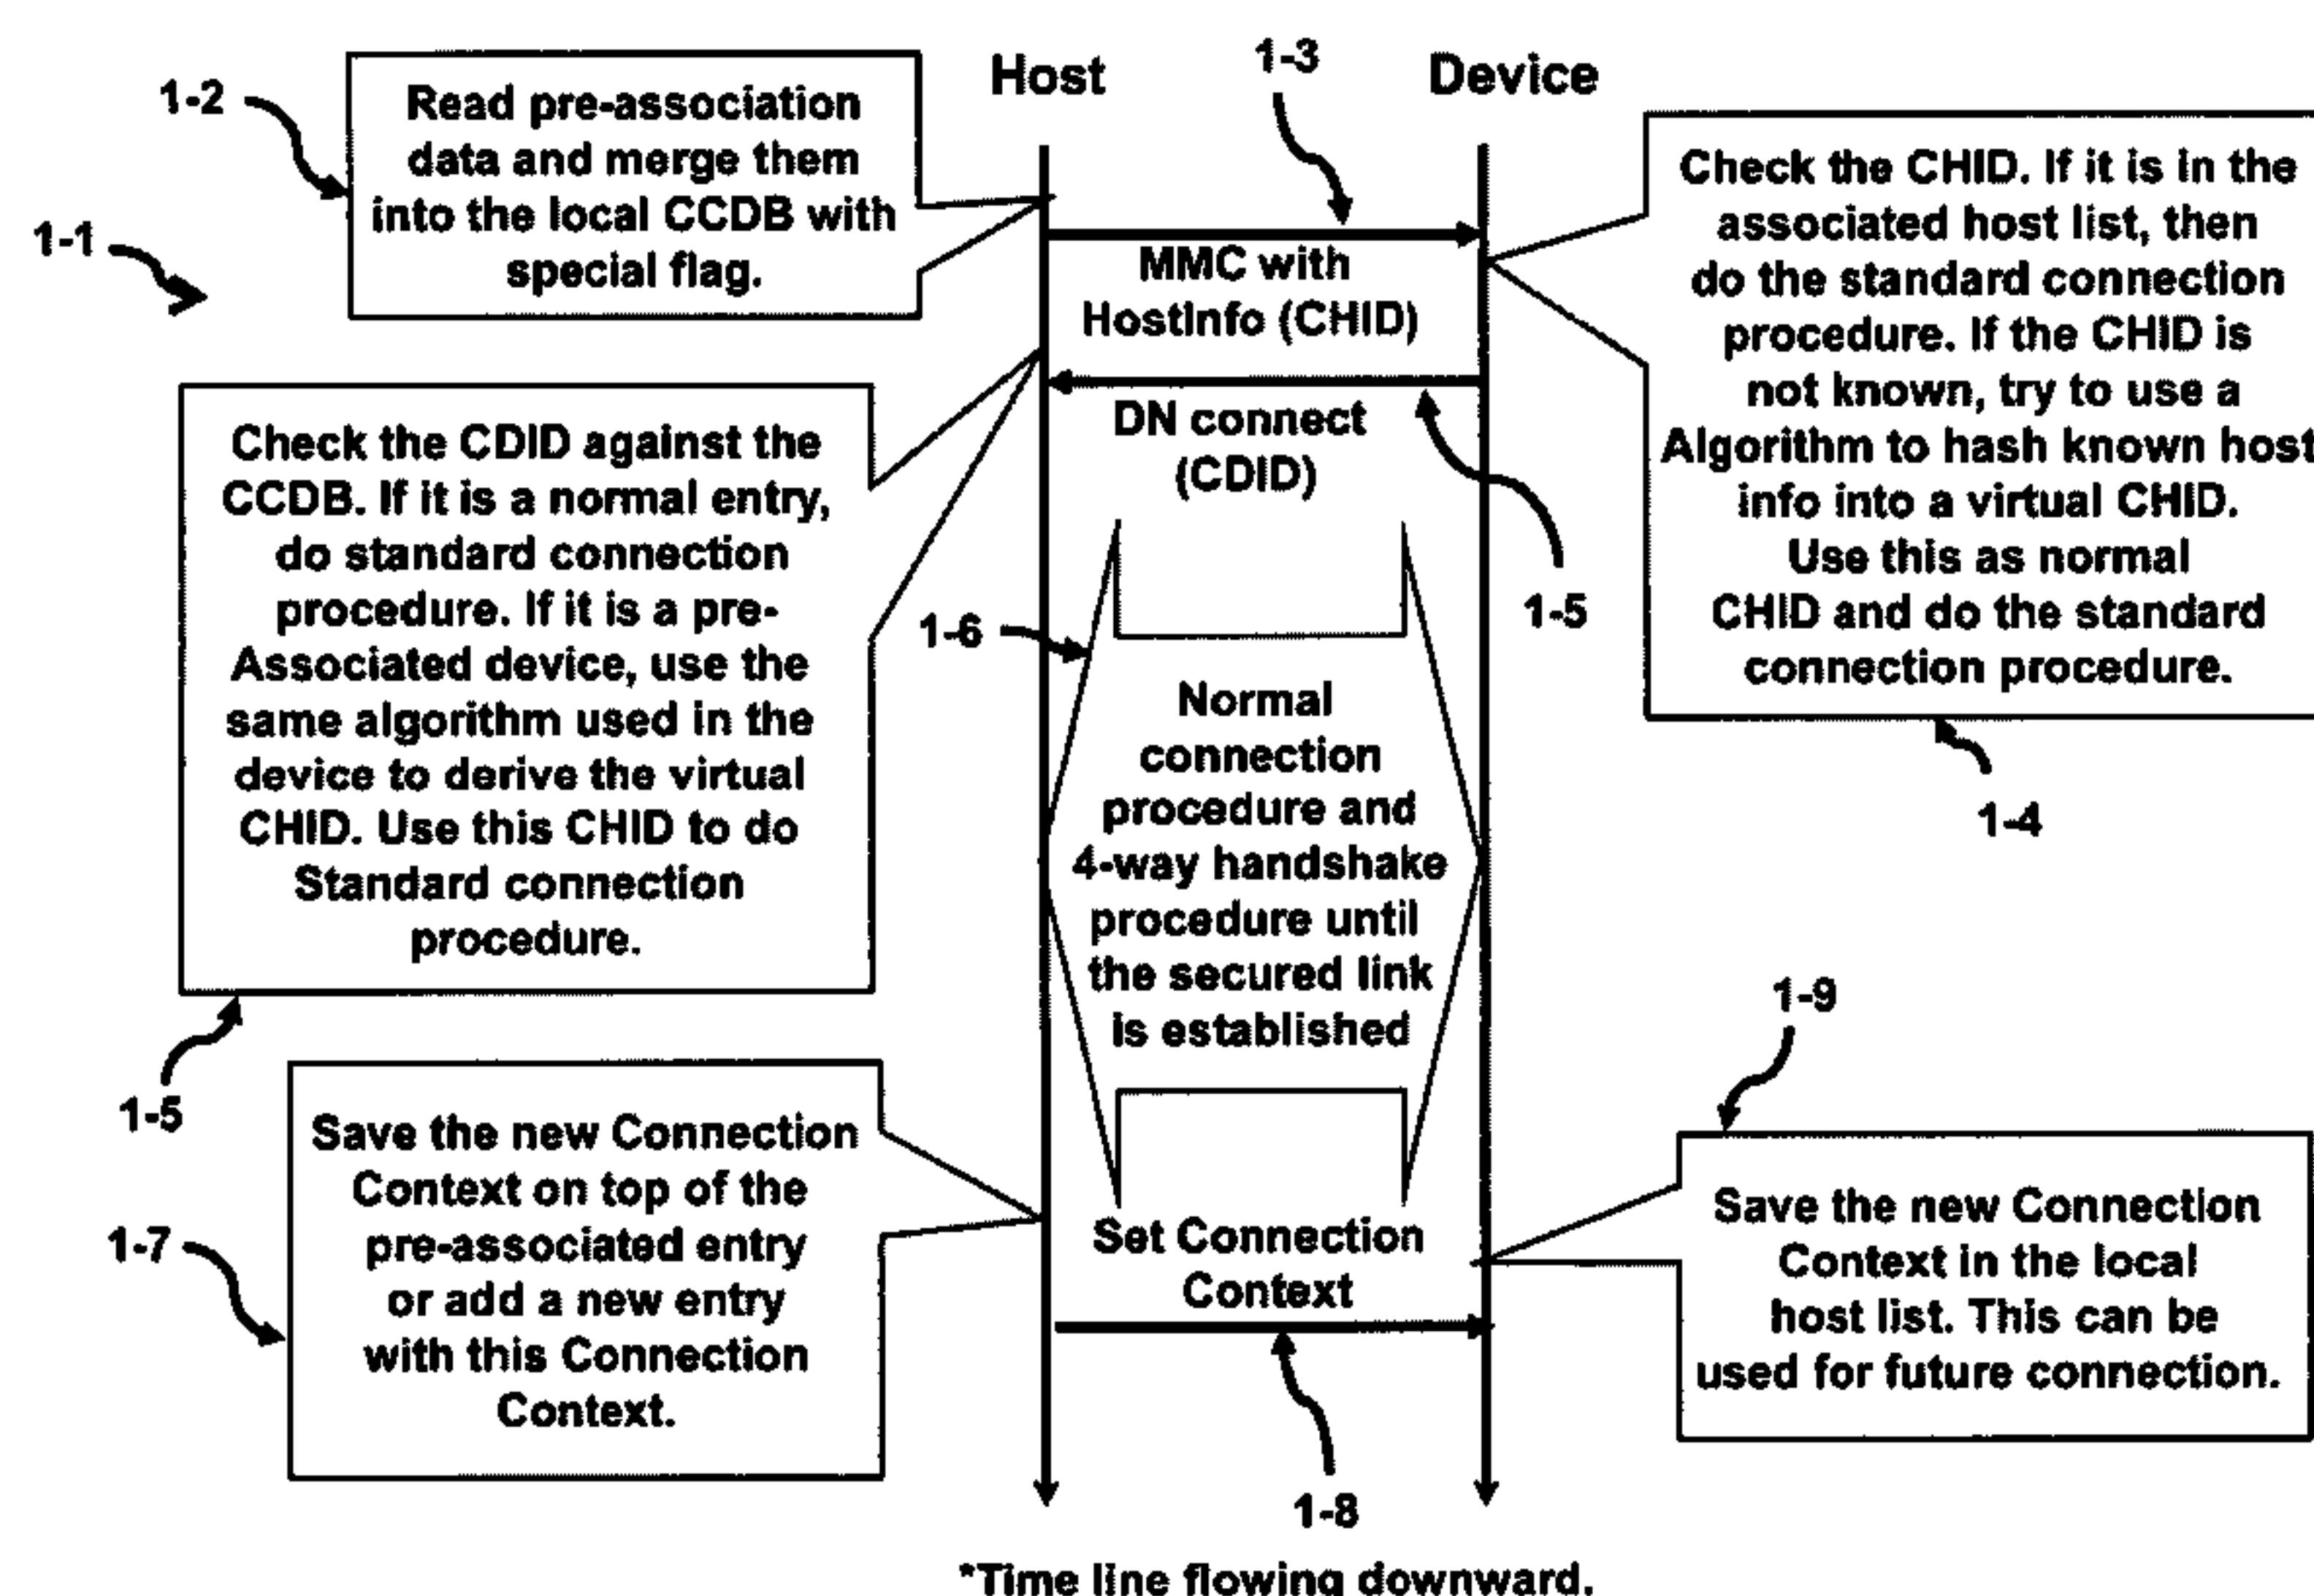 1-1
1-2
Read pre-association
data and merge them
into the local CCDB with
special flag.
Host
1-3
Device
MMC with
HostInfo (CHID)
Check the CHID. If it is in the
associated host list, then
do the standard connection
procedure. If the CHID is
not known, try to use a
Algorithm to hash known host
info into a virtual CHID.
Use this as normal
CHID and do the standard
connection procedure.
1-4
DN connect
(CDID)
1-5
Check the CDID against the
CCDB. If it is a normal entry,
do standard connection
procedure. If it is a pre-
Associated device, use the
same algorithm used in the
device to derive the virtual
CHID. Use this CHID to do
Standard connection
procedure.
1-5
1-6
Normal
connection
procedure and
4-way handshake
procedure until
the secured link
is established
1-7
Save the new Connection
Context on top of the
pre-associated entry
or add a new entry
with this Connection
Context.
Set Connection
Context
1-8
1-9
Save the new Connection
Context in the local
host list. This can be
used for future connection.
*Time line flowing downward.